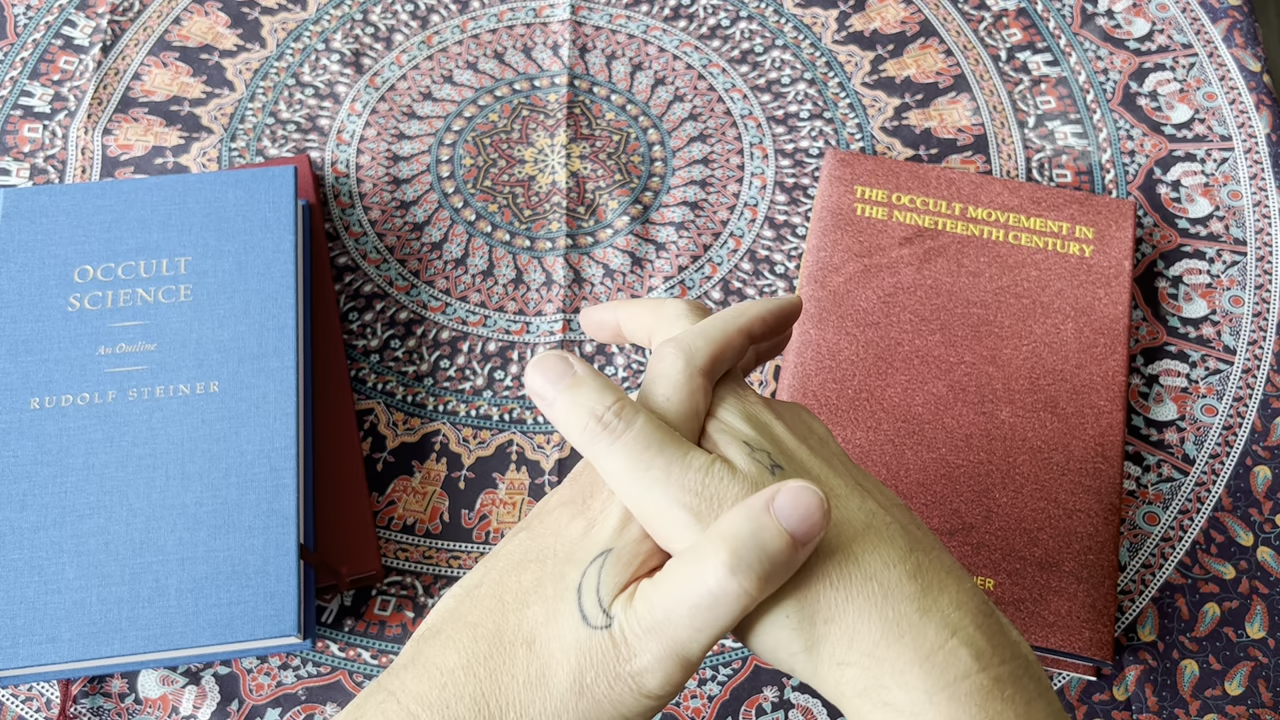 OCCULT
SCIENCE
An Outline
RUDOLF STEINER
THE OCCULT MOVEMENT IN
THE NINETEENTH CENTURY